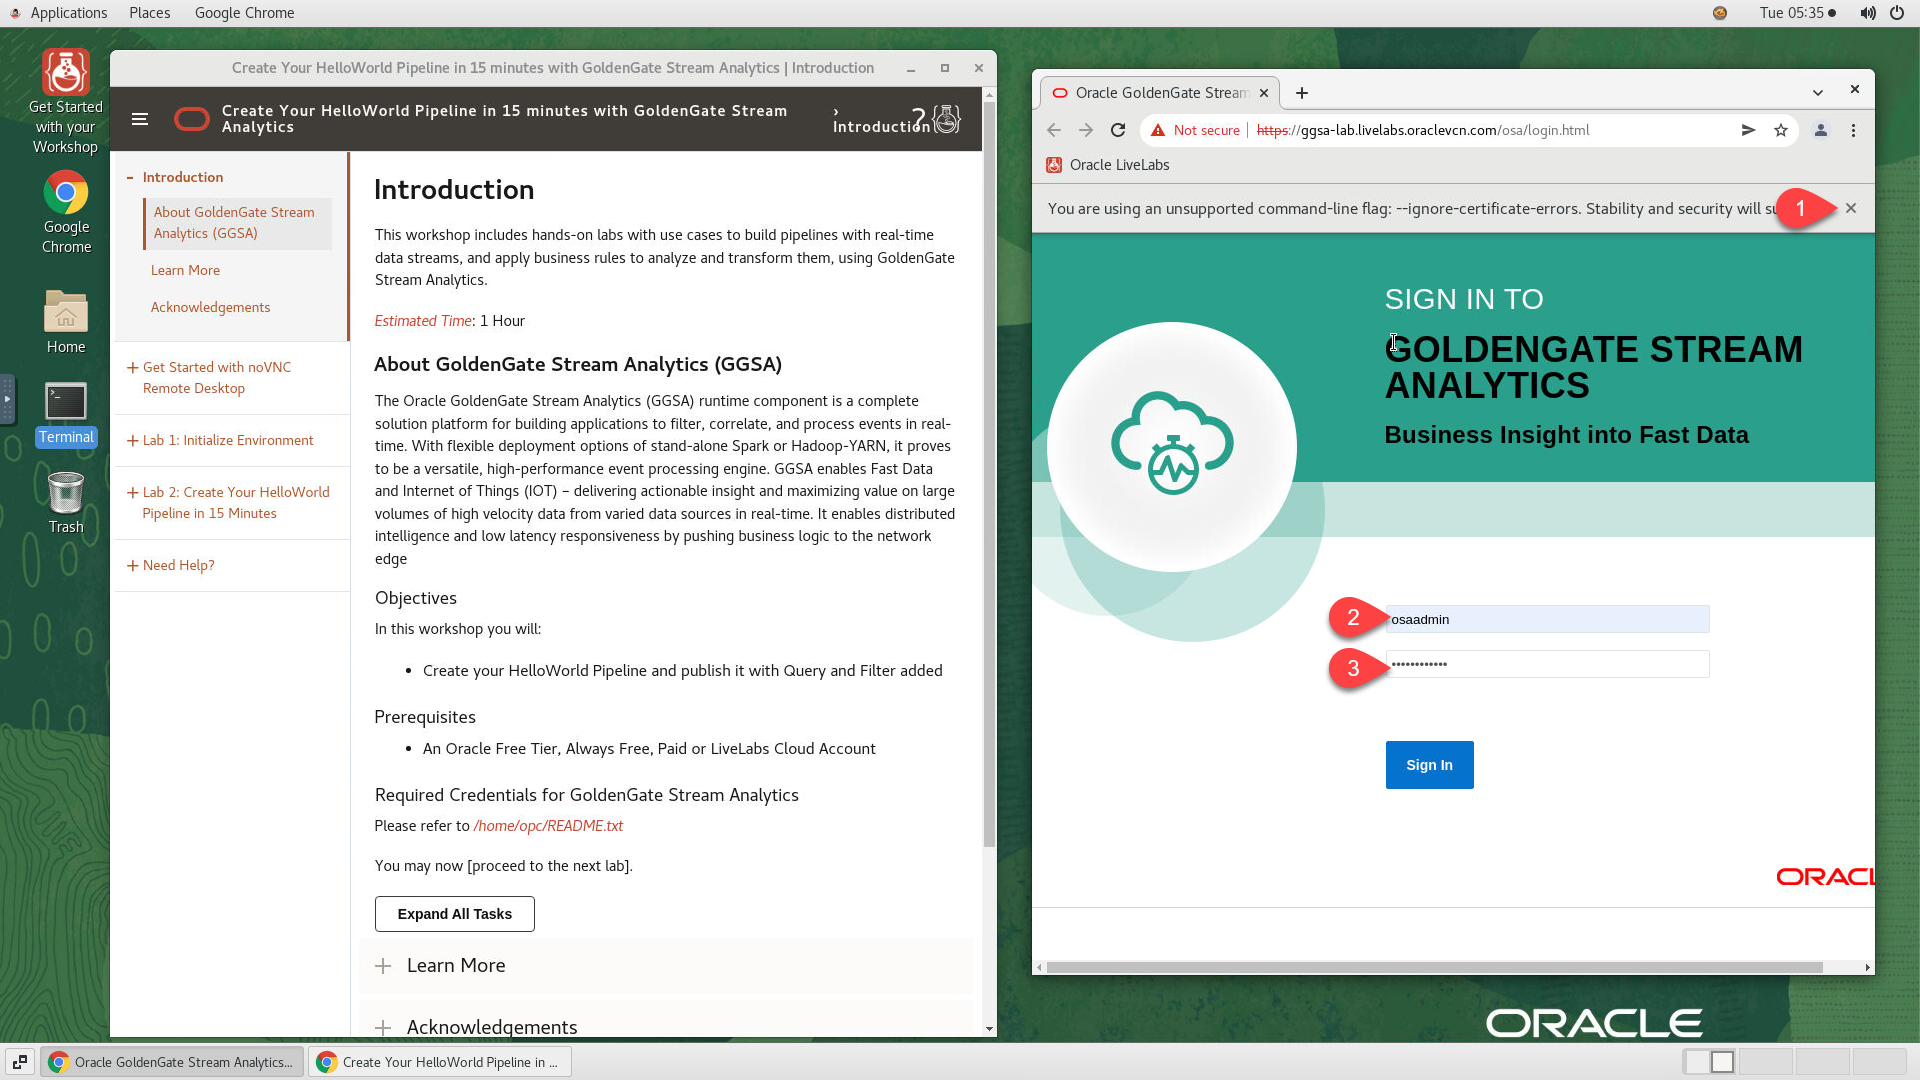 Applications Places Google Chrome
Tue 05:35
Get Started
with your
Workshop
Google
Chrome
Home
Terminal
Trash
Create Your HelloWorld Pipeline in 15 minutes with GoldenGate Stream Analytics | Introduction
Create Your HelloWorld Pipeline in 15 minutes with GoldenGate Stream
Analytics
›
Introduction
?
- Introduction
About GoldenGate Stream
Analytics (GGSA)
Learn More
Acknowledgements
+ Get Started with noVNC
Remote Desktop
+ Lab 1: Initialize Environment
+ Lab 2: Create Your HelloWorld
Pipeline in 15 Minutes
+ Need Help?
Introduction
This workshop includes hands-on labs with use cases to build pipelines with real-time
data streams, and apply business rules to analyze and transform them, using GoldenGate
Stream Analytics.
Estimated Time: 1 Hour
About GoldenGate Stream Analytics (GGSA)
The Oracle GoldenGate Stream Analytics (GGSA) runtime component is a complete
solution platform for building applications to filter, correlate, and process events in real-
time. With flexible deployment options of stand-alone Spark or Hadoop-YARN, it proves
to be a versatile, high-performance event processing engine. GGSA enables Fast Data
and Internet of Things (IOT) – delivering actionable insight and maximizing value on large
volumes of high velocity data from varied data sources in real-time. It enables distributed
intelligence and low latency responsiveness by pushing business logic to the network
edge
Objectives
In this workshop you will:
• Create your HelloWorld Pipeline and publish it with Query and Filter added
Prerequisites
• An Oracle Free Tier, Always Free, Paid or LiveLabs Cloud Account
Required Credentials for GoldenGate Stream Analytics
Please refer to /home/opc/README.txt
You may now [proceed to the next lab].
Expand All Tasks
+ Learn More
+ Acknowledgements
Oracle GoldenGate Stream
Not secure | https://ggsa-lab.livelabs.oraclevcn.com/osa/login.html
Oracle LiveLabs
You are using an unsupported command-line flag: --ignore-certificate-errors. Stability and security will su
1
SIGN IN TO
GOLDENGATE STREAM
ANALYTICS
Business Insight into Fast Data
2
osaadmin
3
••••••••••••
Sign In
ORACL
ORACLE
Oracle GoldenGate Stream Analytics...
Create Your HelloWorld Pipeline in ...